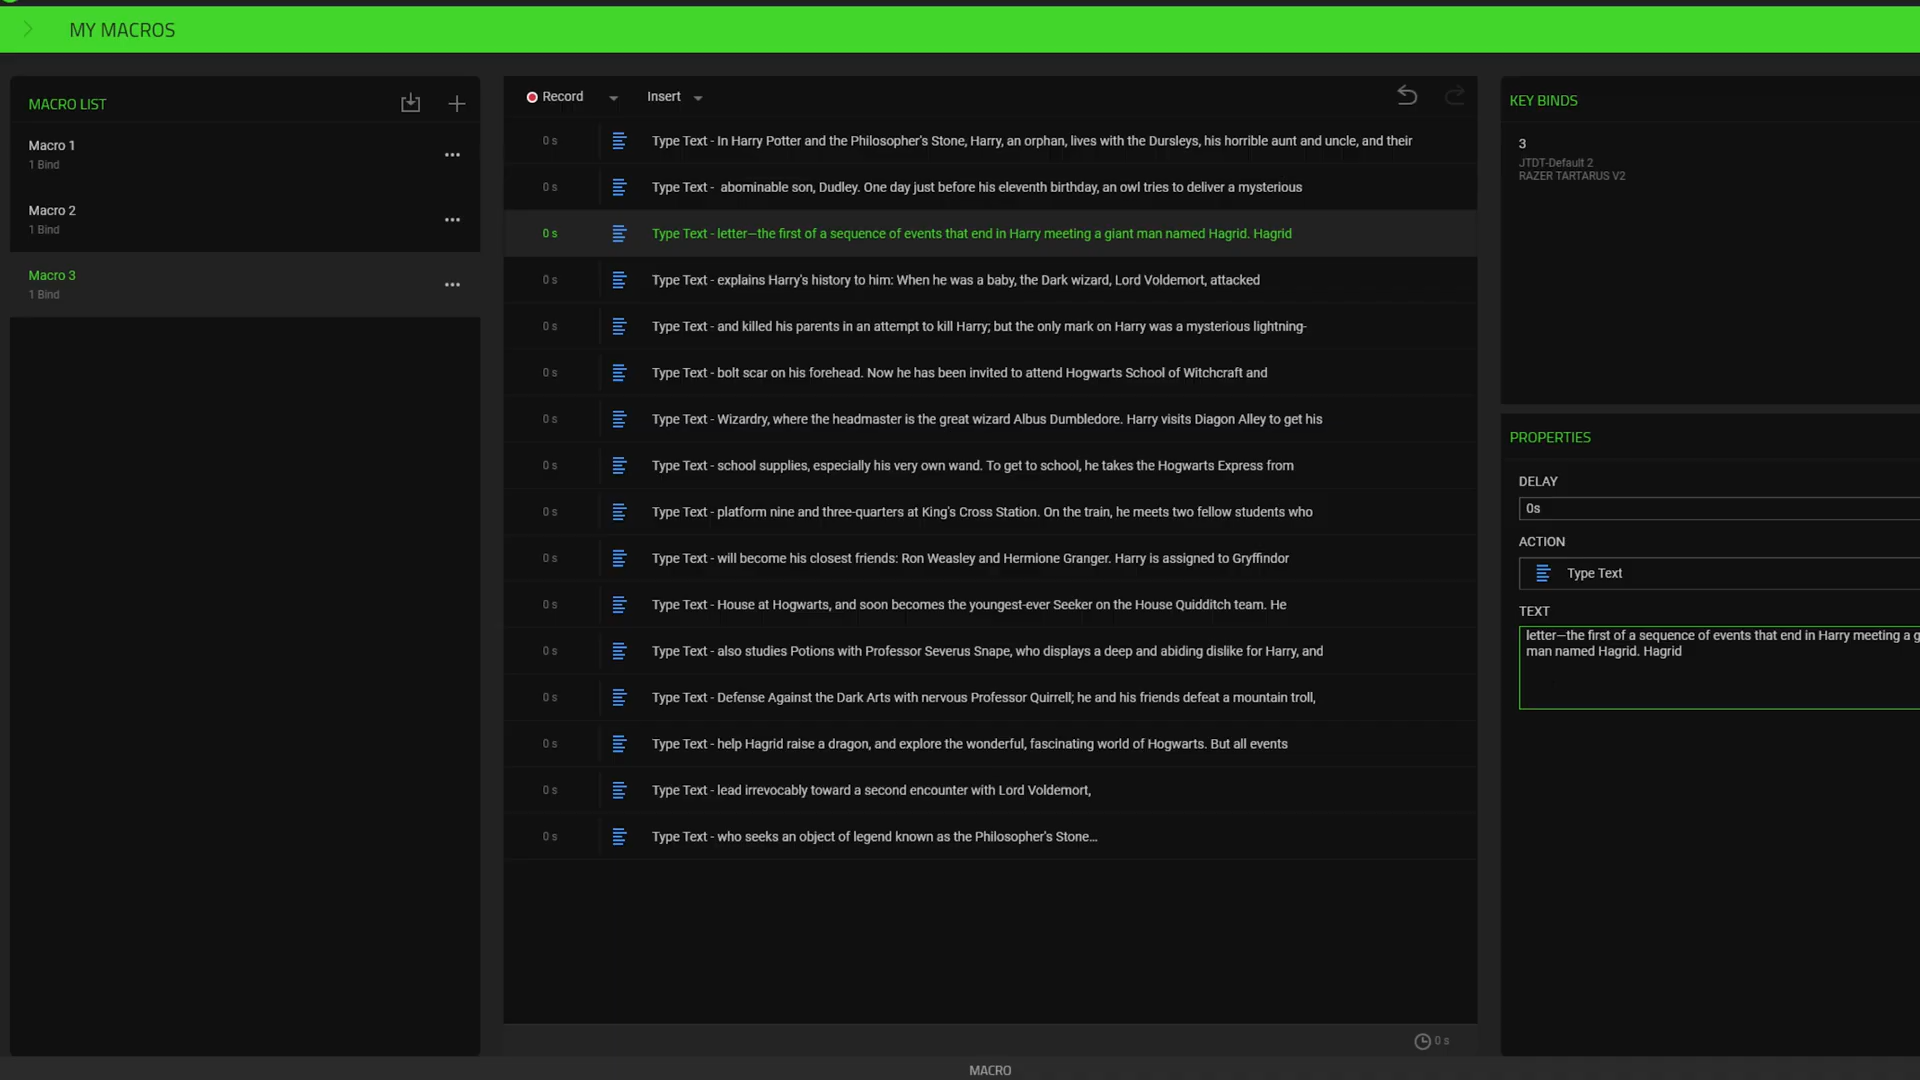 MY MACROS
MACRO LIST
Macro 1
1 Bind
Macro 2
1 Bind
Macro 3
1 Bind
Record
Insert
0 s
Type Text - In Harry Potter and the Philosopher's Stone, Harry, an orphan, lives with the Dursleys, his horrible aunt and uncle, and their
0 s
Type Text -  abominable son, Dudley. One day just before his eleventh birthday, an owl tries to deliver a mysterious
0 s
Type Text - letter—the first of a sequence of events that end in Harry meeting a giant man named Hagrid. Hagrid
0 s
Type Text - explains Harry's history to him: When he was a baby, the Dark wizard, Lord Voldemort, attacked
0 s
Type Text - and killed his parents in an attempt to kill Harry; but the only mark on Harry was a mysterious lightning-
0 s
Type Text - bolt scar on his forehead. Now he has been invited to attend Hogwarts School of Witchcraft and
0 s
Type Text - Wizardry, where the headmaster is the great wizard Albus Dumbledore. Harry visits Diagon Alley to get his
0 s
Type Text - school supplies, especially his very own wand. To get to school, he takes the Hogwarts Express from
0 s
Type Text - platform nine and three-quarters at King's Cross Station. On the train, he meets two fellow students who
0 s
Type Text - will become his closest friends: Ron Weasley and Hermione Granger. Harry is assigned to Gryffindor
0 s
Type Text - House at Hogwarts, and soon becomes the youngest-ever Seeker on the House Quidditch team. He
0 s
Type Text - also studies Potions with Professor Severus Snape, who displays a deep and abiding dislike for Harry, and
0 s
Type Text - Defense Against the Dark Arts with nervous Professor Quirrell; he and his friends defeat a mountain troll,
0 s
Type Text - help Hagrid raise a dragon, and explore the wonderful, fascinating world of Hogwarts. But all events
0 s
Type Text - lead irrevocably toward a second encounter with Lord Voldemort,
0 s
Type Text - who seeks an object of legend known as the Philosopher's Stone...
0 s
MACRO
KEY BINDS
3
JTDT-Default 2
RAZER TARTARUS V2
PROPERTIES
DELAY
0s
ACTION
Type Text
TEXT
letter—the first of a sequence of events that end in Harry meeting a g
man named Hagrid. Hagrid